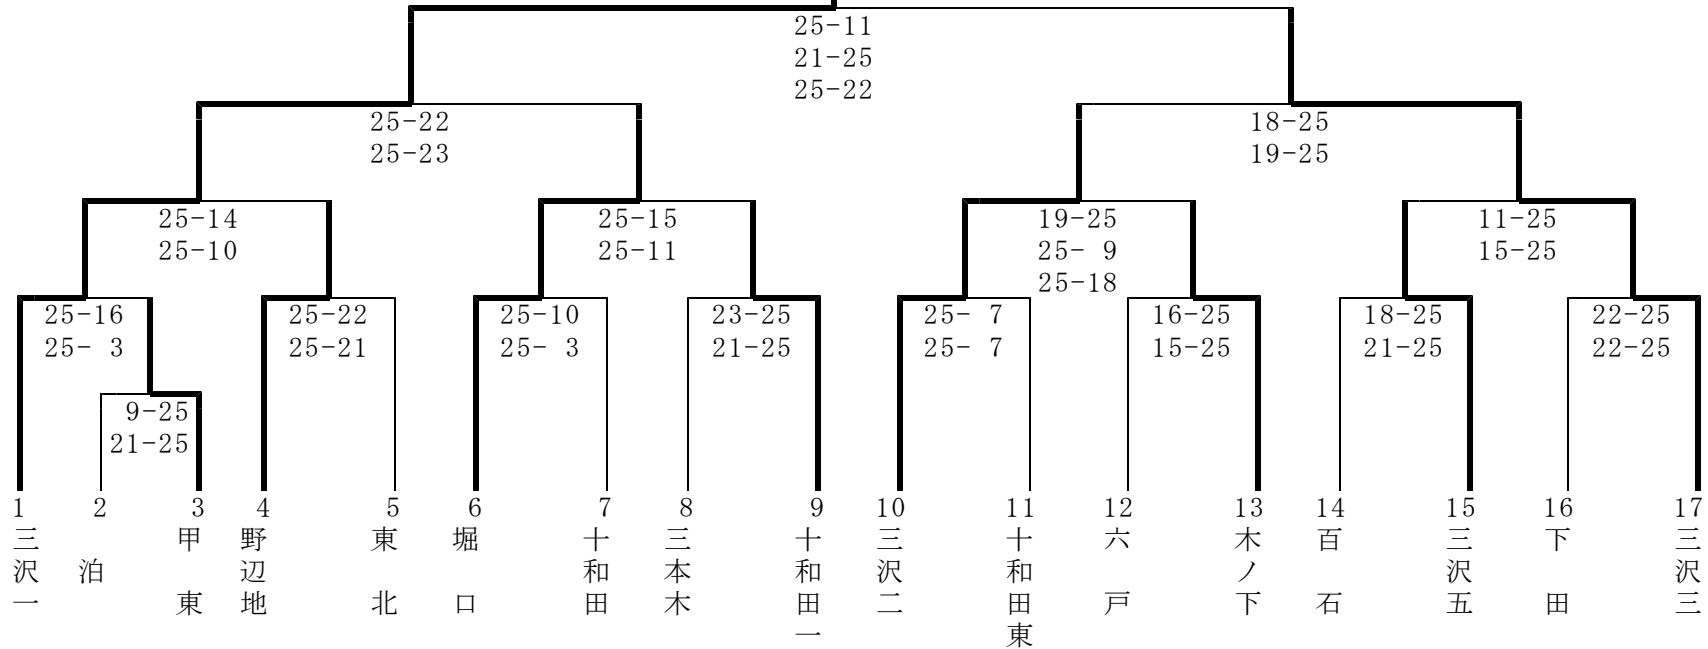 25-11
21-25
25-22
25-22
25-23
18-25
19-25
25-14
25-10
25-15
25-11
19-25
25- 9
25-18
11-25
15-25
25-16
25- 3
25-22
25-21
25-10
25- 3
23-25
21-25
25- 7
25- 7
16-25
15-25
18-25
21-25
22-25
22-25
9-25
21-25
1 2 3 4 5 6 7 8 9 10 11 12 13 14 15 16 17
三沢一
泊
甲東
野辺地
東北
堀口
十和田
三本木
十和田一
三沢二
十和田東
六戸
木ノ下
百石
三沢五
下田
三沢三